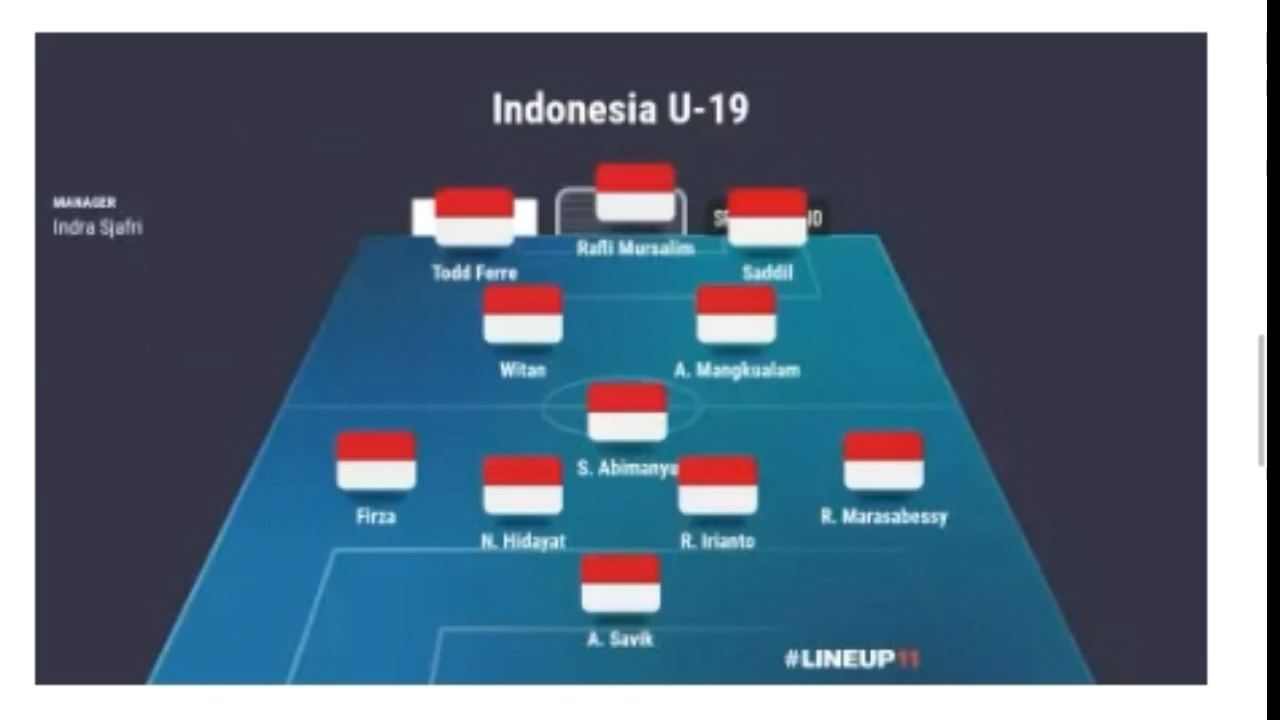 Indonesia U-19
MANAGER
Indra Sjafri
Rafli Mursalim
Todd Ferre
Saddil
Witan
A. Mangkualam
S. Abimanyu
Firza
R. Marasabessy
N. Hidayat
R. Irianto
A. Savik
#LINEUP11